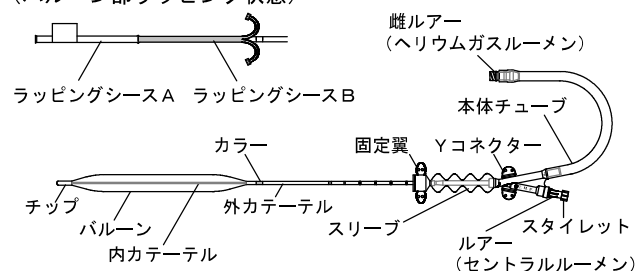 (バルーン部ラッピング状態)
雌ルアー
(ヘリウムガスルーメン)
ラッピングシースA
ラッピングシースB
本体チューブ
カラー
固定翼
Yコネクター
チップ
バルーン
内カテーテル
外カテーテル
スリーブ
スタイレット
ルアー
(セントラルルーメン)